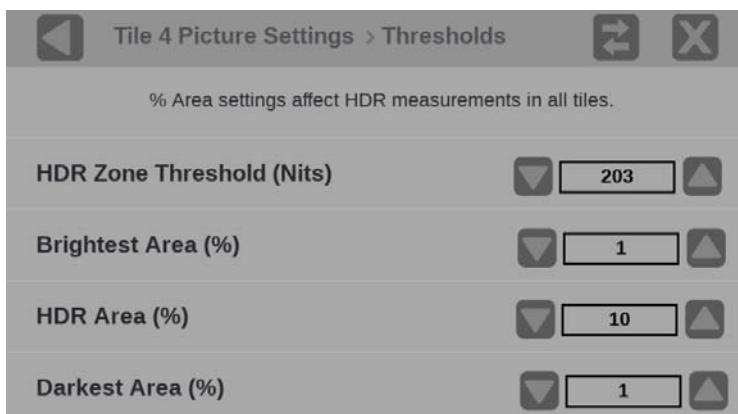 Tile 4 Picture Settings > Thresholds
% Area settings affect HDR measurements in all tiles.
HDR Zone Threshold (Nits) 203
Brightest Area (%) 1
HDR Area (%) 10
Darkest Area (%) 1